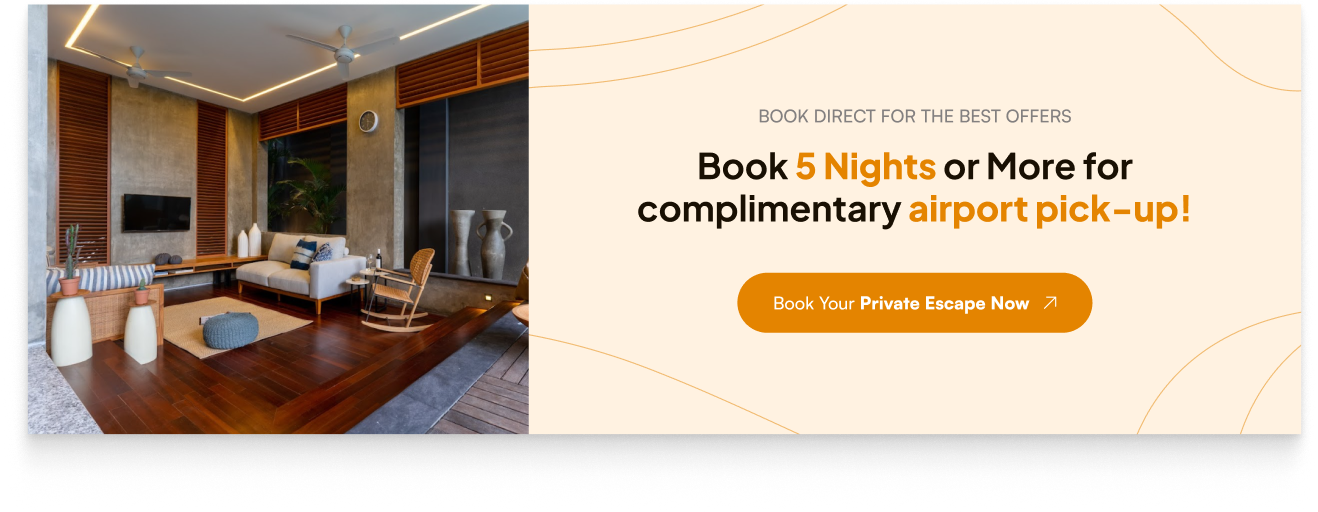 BOOK DIRECT FOR THE BEST OFFERS
Book 5 Nights or More for
complimentary airport pick-up!
Book Your Private Escape Now